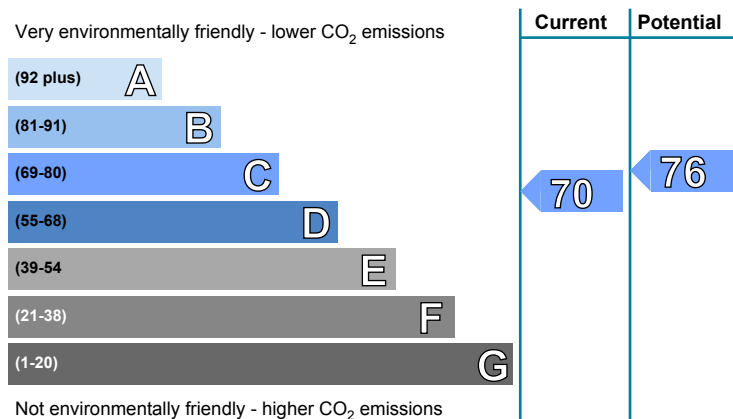 Current Potential
Very environmentally friendly - lower CO₂ emissions
(92 plus) A
(81-91) B
(69-80) C
70 76
(55-68) D
(39-54 E
(21-38) F
(1-20) G
Not environmentally friendly - higher CO₂ emissions